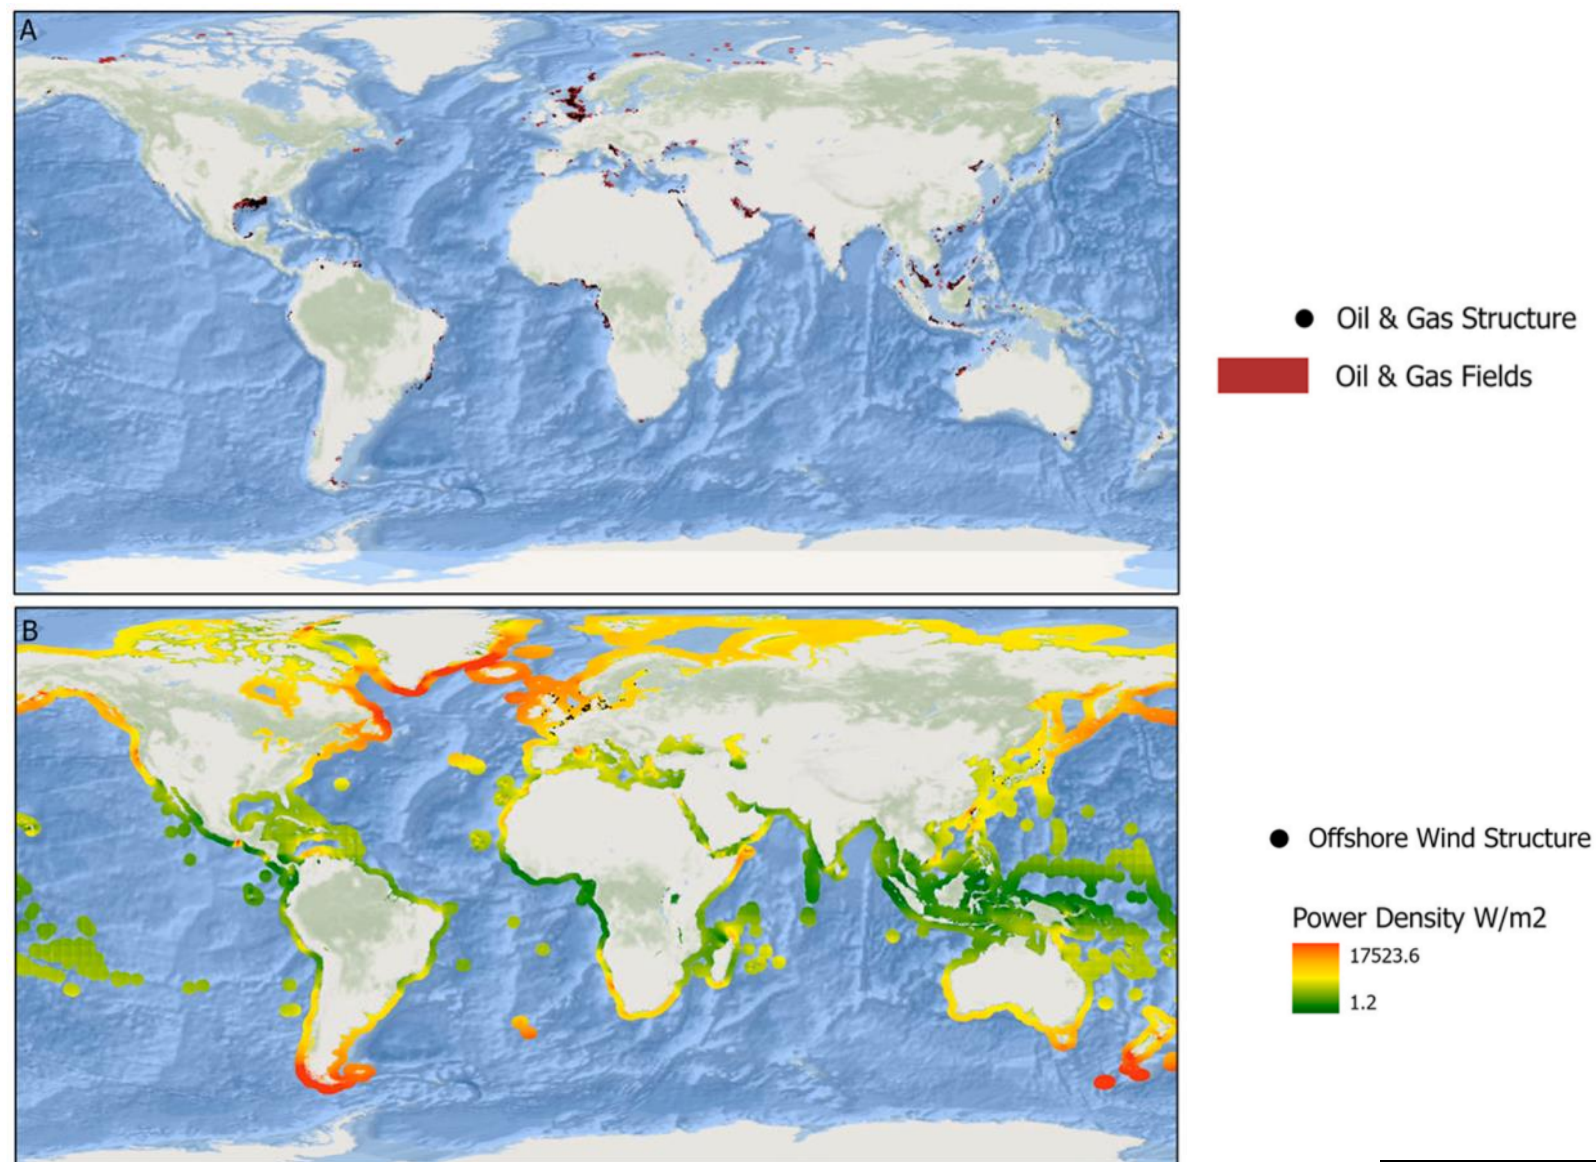 A
Oil & Gas Structure
Oil & Gas Fields
B
Offshore Wind Structure
Power Density W/m2
17523.6
1.2